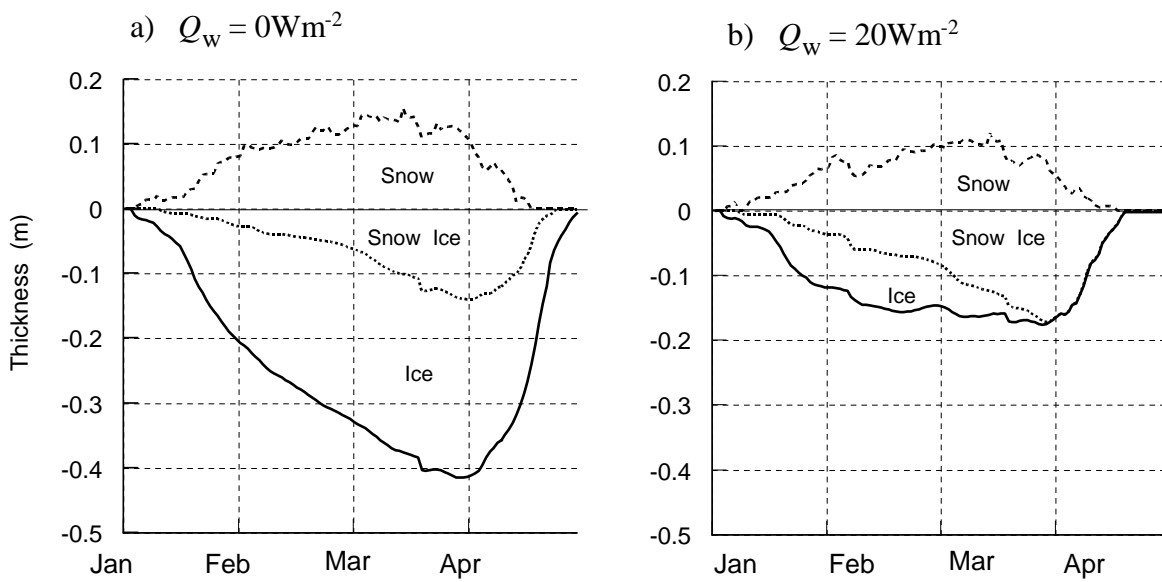 a) Q_w = 0Wm-2
b) Q_w = 20Wm-2
Thickness (m)
0.2
0.1
0
-0.1
-0.2
-0.3
-0.4
-0.5
Snow
Snow Ice
Ice
Jan Feb Mar Apr
0.2
0.1
0
-0.1
-0.2
-0.3
-0.4
-0.5
Snow
Snow Ice
Ice
Jan Feb Mar Apr